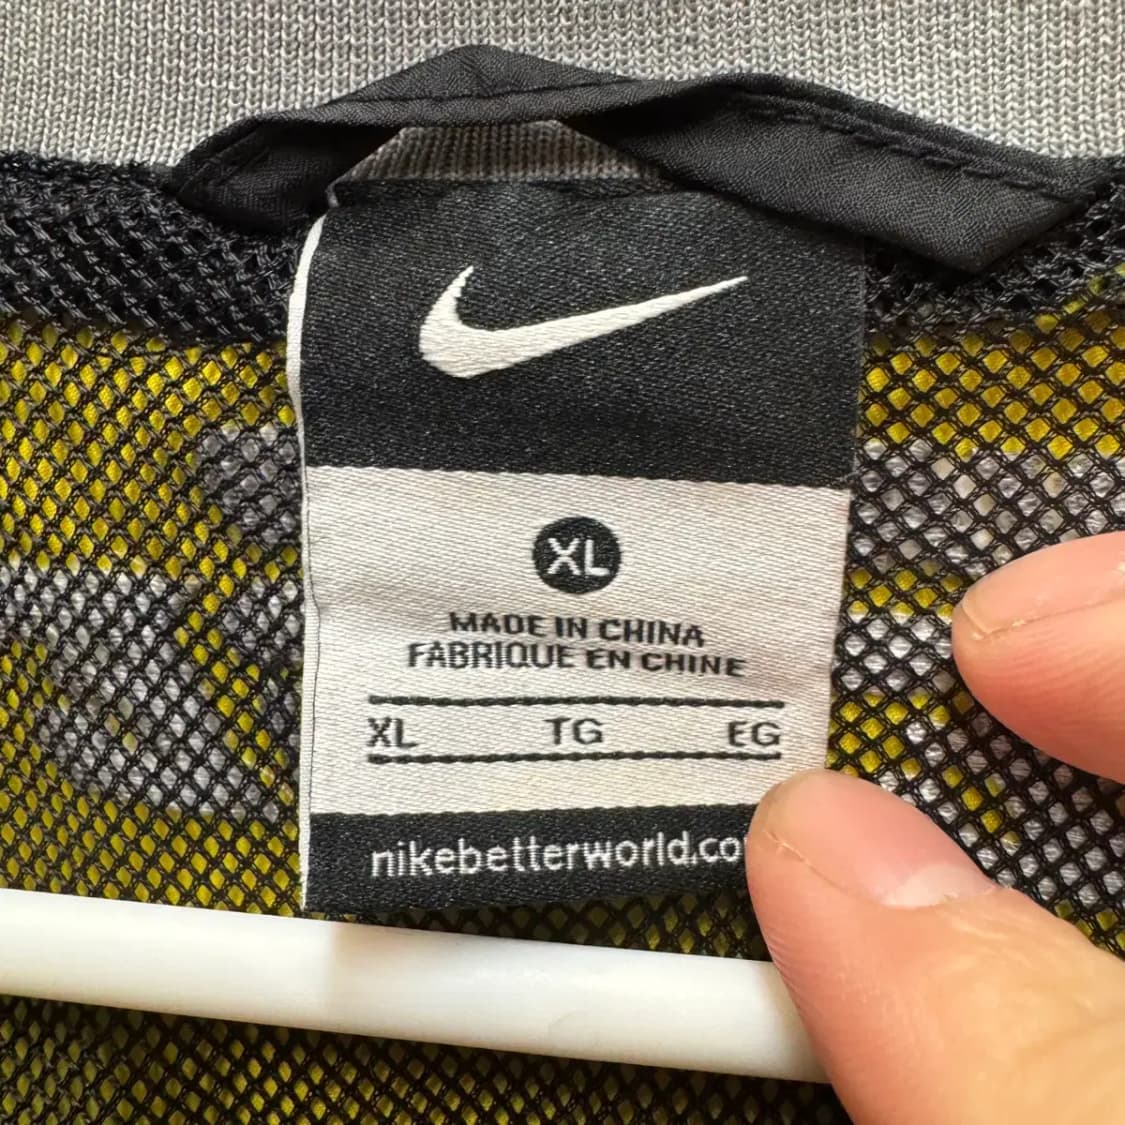 XL
MADE IN CHINA
FABRIQUE EN CHINE
XL TG EG
nikebetterworld.co